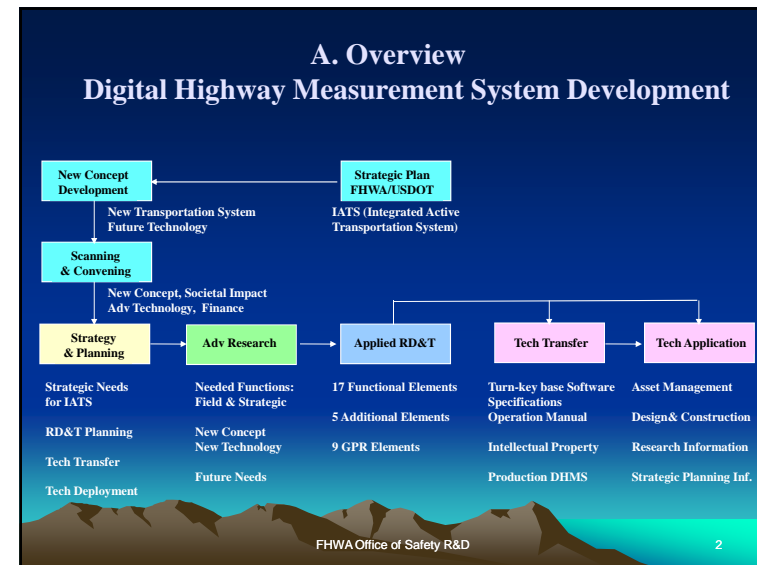 A. Overview
Digital Highway Measurement System Development
New Concept
Development
Strategic Plan
FHWA/USDOT
New Transportation System
Future Technology
IATS (Integrated Active
Transportation System)
Scanning
& Convening
New Concept, Societal Impact
Adv Technology, Finance
Strategy
& Planning
Adv Research
Applied RD&T
Tech Transfer
Tech Application
Strategic Needs
for IATS
RD&T Planning
Tech Transfer
Tech Deployment
Needed Functions:
Field & Strategic
New Concept
New Technology
Future Needs
17 Functional Elements
5 Additional Elements
9 GPR Elements
Turn-key base Software
Specifications
Operation Manual
Intellectual Property
Production DHMS
Asset Management
Design& Construction
Research Information
Strategic Planning Inf.
FHWA Office of Safety R&D
2